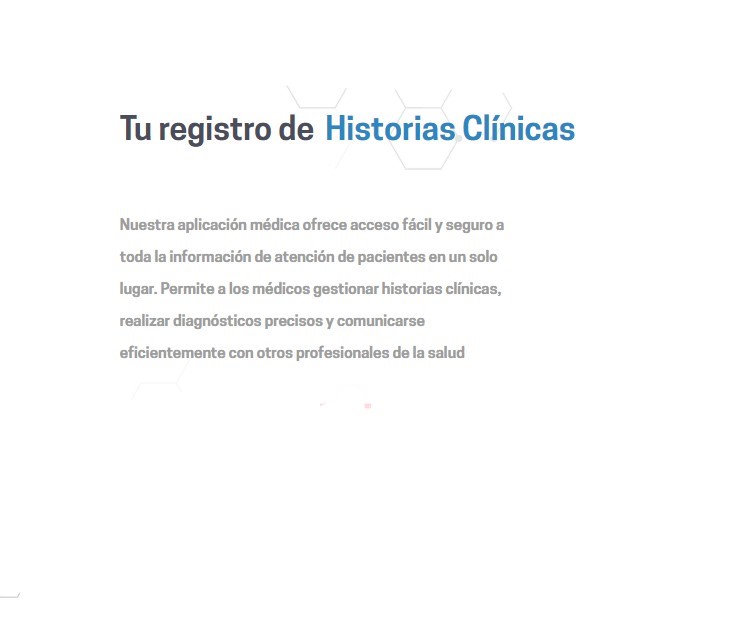 Tu registro de Historias Clínicas
Nuestra aplicación médica ofrece acceso fácil y seguro a
toda la información de atención de pacientes en un solo
lugar. Permite a los médicos gestionar historias clínicas,
realizar diagnósticos precisos y comunicarse
eficientemente con otros profesionales de la salud